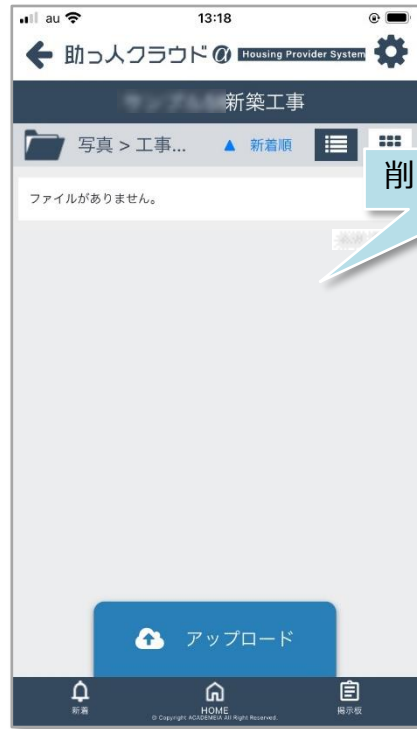 au 13:18
助っ人クラウドα Housing Provider System
新築工事
写真 > 工事... ▲ 新着順
削
ファイルがありません。
アップロード
新着 HOME 掲示板
© Copyright ACADEMEIA All Right Reserved.